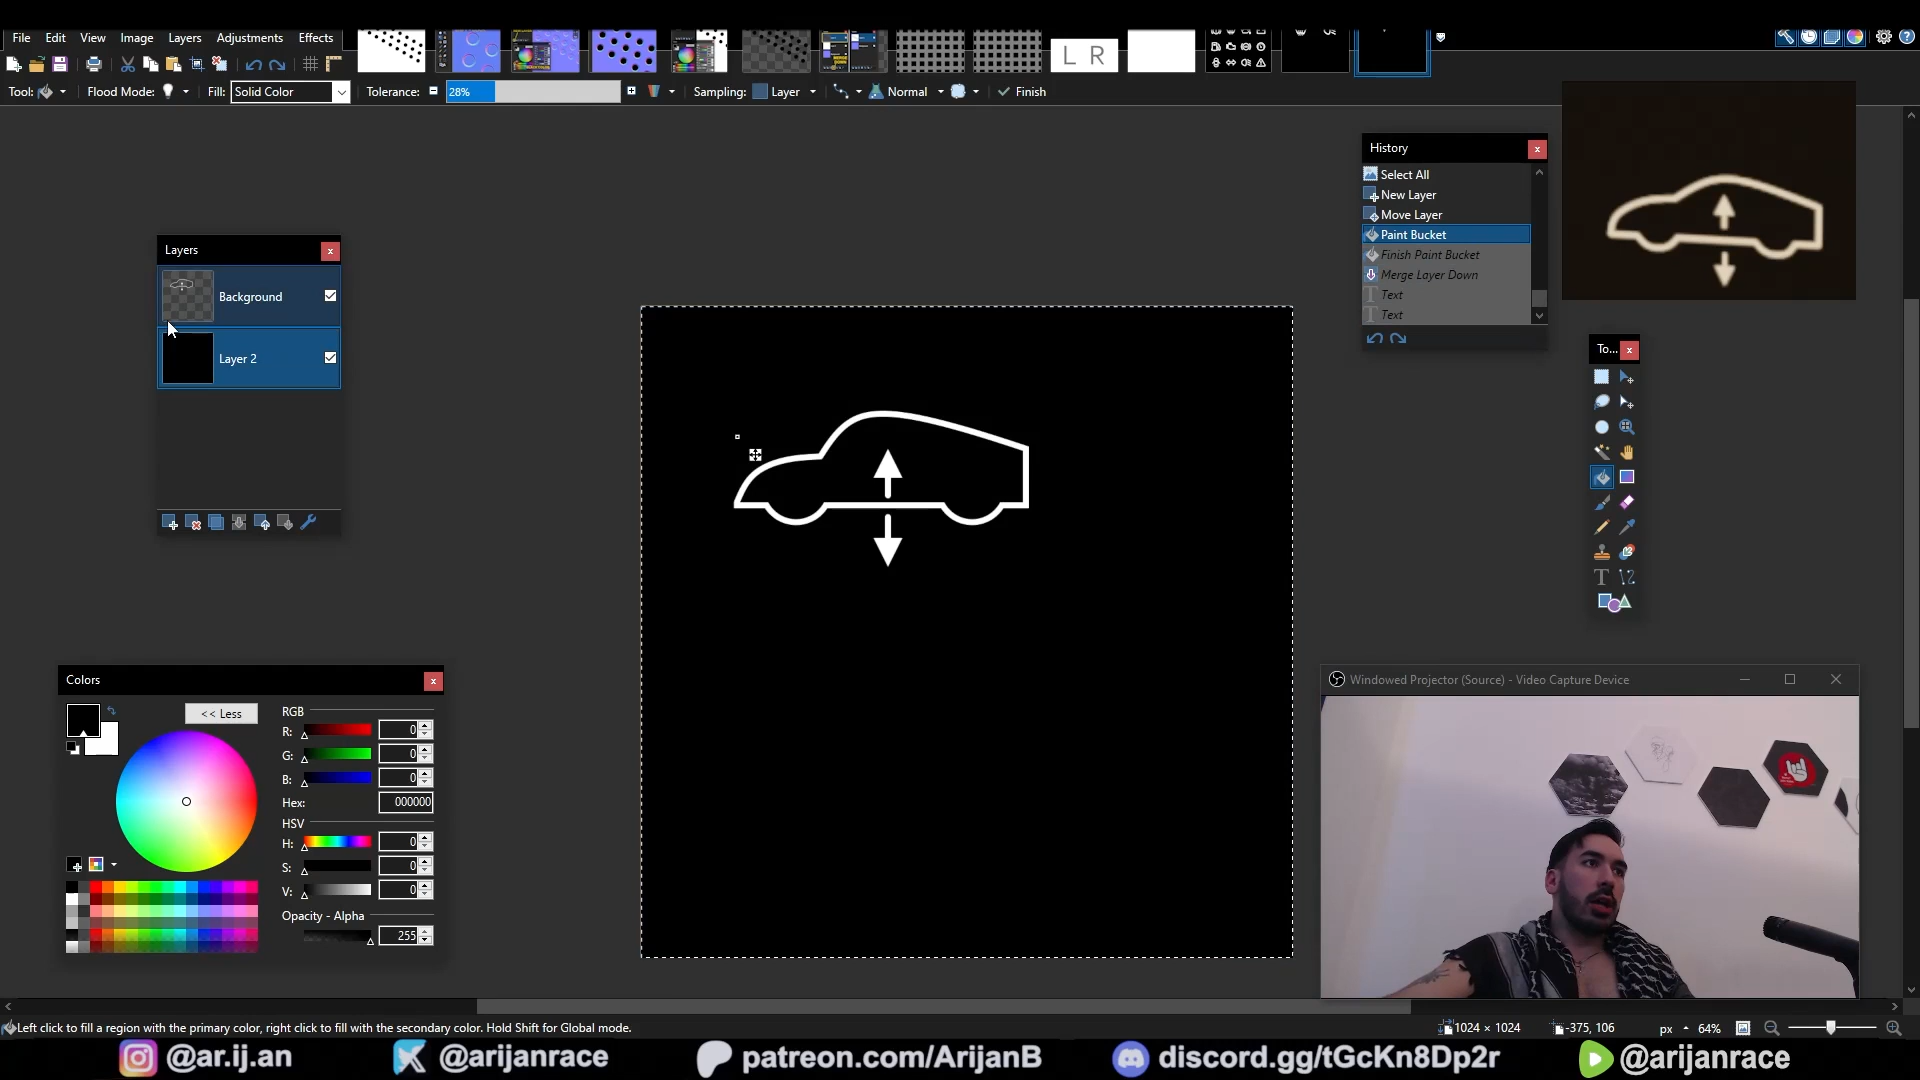 File Edit View Image Layers Adjustments Effects
L R
Tool: Flood Mode: Fill: Solid Color Tolerance: 28% Sampling: Layer Normal Finish
History
Select All
New Layer
Move Layer
Paint Bucket
Finish Paint Bucket
Merge Layer Down
Text
Text
Layers
Background
Layer 2
To...
Colors
<< Less
RGB
R: 0
G: 0
B: 0
Hex: 000000
HSV
H: 0
S: 0
V: 0
Opacity - Alpha
255
Windowed Projector (Source) - Video Capture Device
Left click to fill a region with the primary color, right click to fill with the secondary color. Hold Shift for Global mode.
1024 × 1024 -375, 106 px 64%
@ar.ij.an @arijanrace patreon.com/ArijanB discord.gg/tGcKn8Dp2r @arijanrace